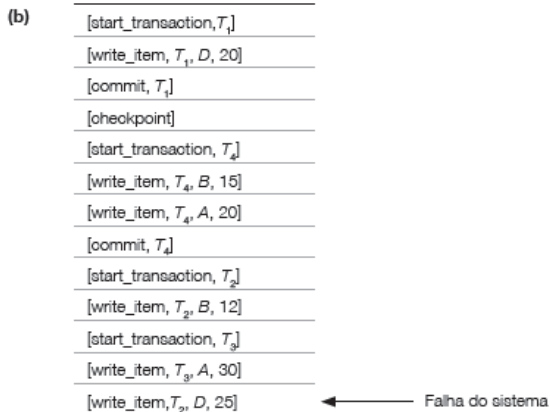 (b)
[start_transaction,T₁]
[write_item, T₁, D, 20]
[commit, T₁]
[checkpoint]
[start_transaction, T₄]
[write_item, T₄, B, 15]
[write_item, T₄, A, 20]
[commit, T₄]
[start_transaction, T₂]
[write_item, T₂, B, 12]
[start_transaction, T₃]
[write_item, T₃, A, 30]
[write_item,T₂, D, 25] Falha do sistema